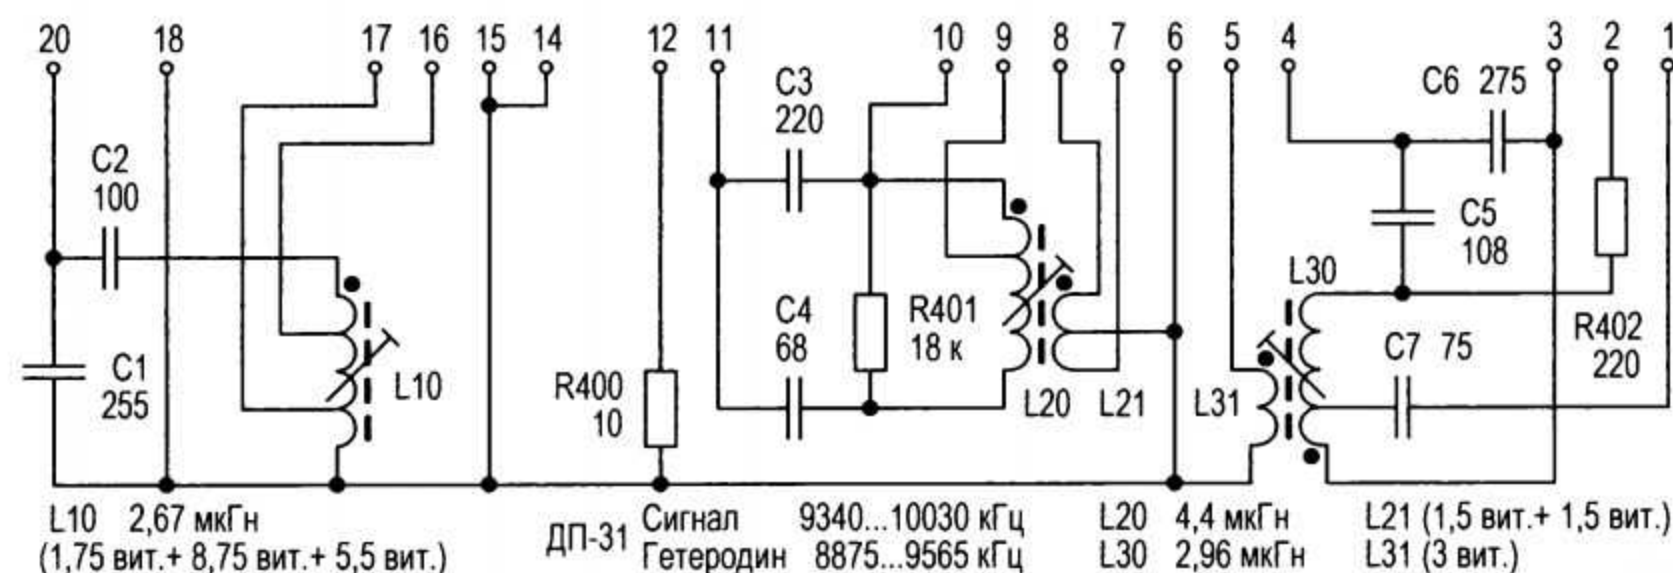 20 18 17 16 15 14 12 11 10 9 8 7 6 5 4 3 2 1
C6 275
C3
220
C2
100
C5
108
L30
C4
68
R401
18 к
R402
220
C7 75
C1
255
L10
R400
10
L20
L21
L31
L10 2,67 мкГн
(1,75 вит.+ 8,75 вит.+ 5,5 вит.)
ДП-31
Сигнал 9340...10030 кГц
Гетеродин 8875...9565 кГц
L20 4,4 мкГн
L30 2,96 мкГн
L21 (1,5 вит.+ 1,5 вит.)
L31 (3 вит.)